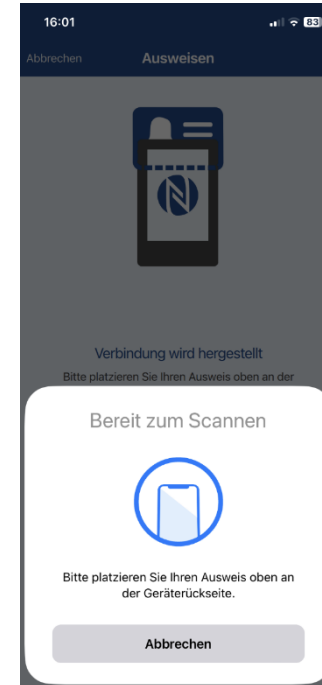 16:01
83
Abbrechen
Ausweisen
Verbindung wird hergestellt
Bitte platzieren Sie Ihren Ausweis oben an der
Bereit zum Scannen
Bitte platzieren Sie Ihren Ausweis oben an
der Geräterückseite.
Abbrechen